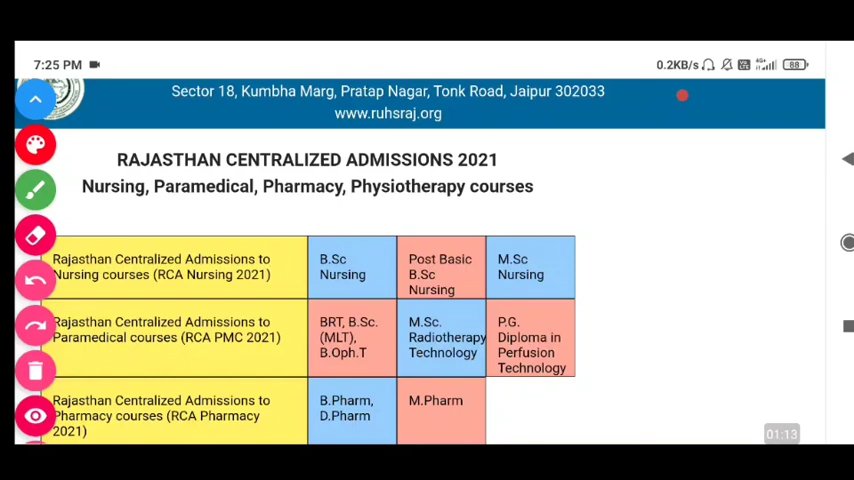 7:25 PM
0.2KB/s 4G+ 88
Sector 18, Kumbha Marg, Pratap Nagar, Tonk Road, Jaipur 302033
www.ruhsraj.org
RAJASTHAN CENTRALIZED ADMISSIONS 2021
Nursing, Paramedical, Pharmacy, Physiotherapy courses
Rajasthan Centralized Admissions to
Nursing courses (RCA Nursing 2021)
B.Sc
Nursing
Post Basic
B.Sc
Nursing
M.Sc
Nursing
Rajasthan Centralized Admissions to
Paramedical courses (RCA PMC 2021)
BRT, B.Sc.
(MLT),
B.Oph.T
M.Sc.
Radiotherapy
Technology
P.G.
Diploma in
Perfusion
Technology
Rajasthan Centralized Admissions to
Pharmacy courses (RCA Pharmacy
2021)
B.Pharm,
D.Pharm
M.Pharm
01:13